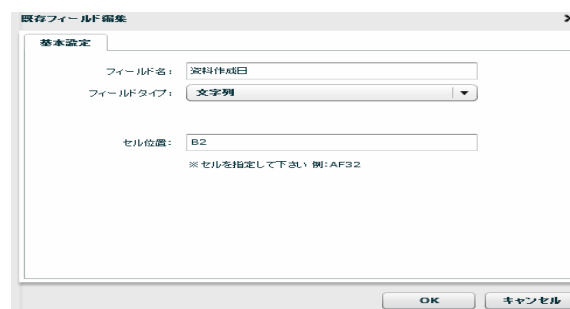 既存フィールド編集
基本設定
フィールド名: 資料作成日
フィールドタイプ: 文字列
セル位置: B2
※セルを指定して下さい 例:AF32
OK キャンセル